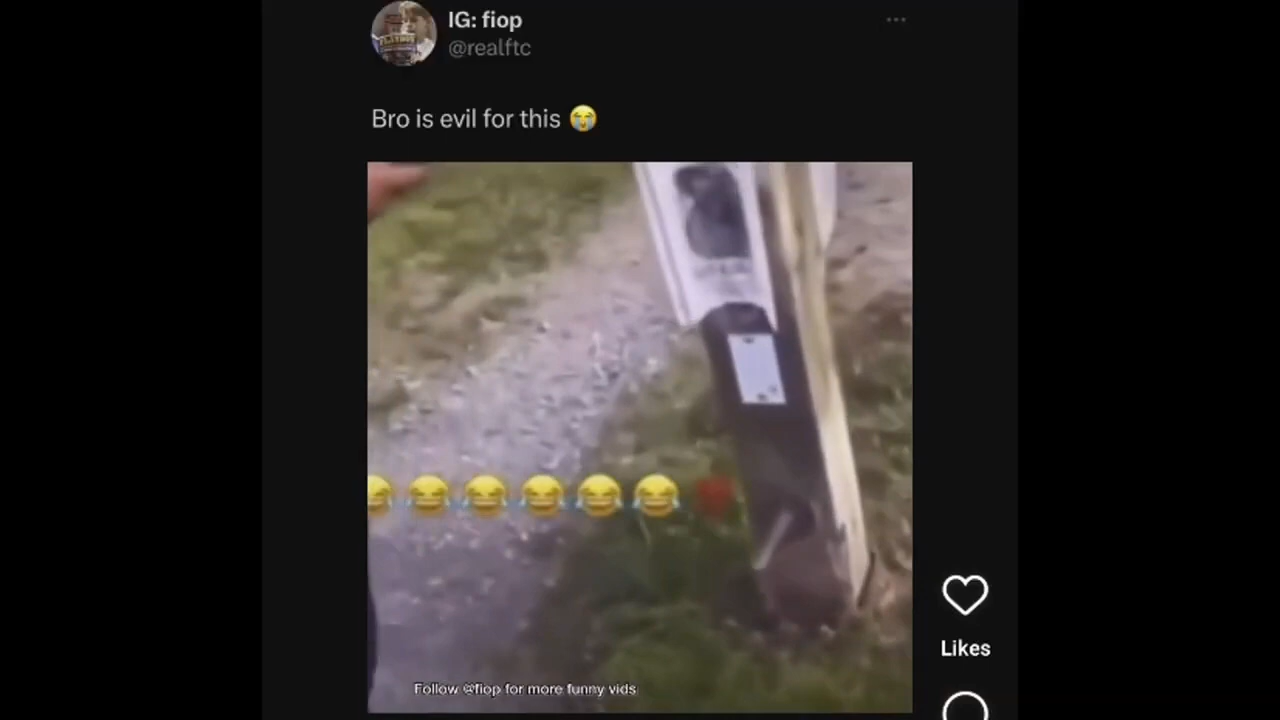 IG: fiop
@realftc
Bro is evil for this 😭
😂😂😂😂😂😂
Follow @fiop for more funny vids
Likes